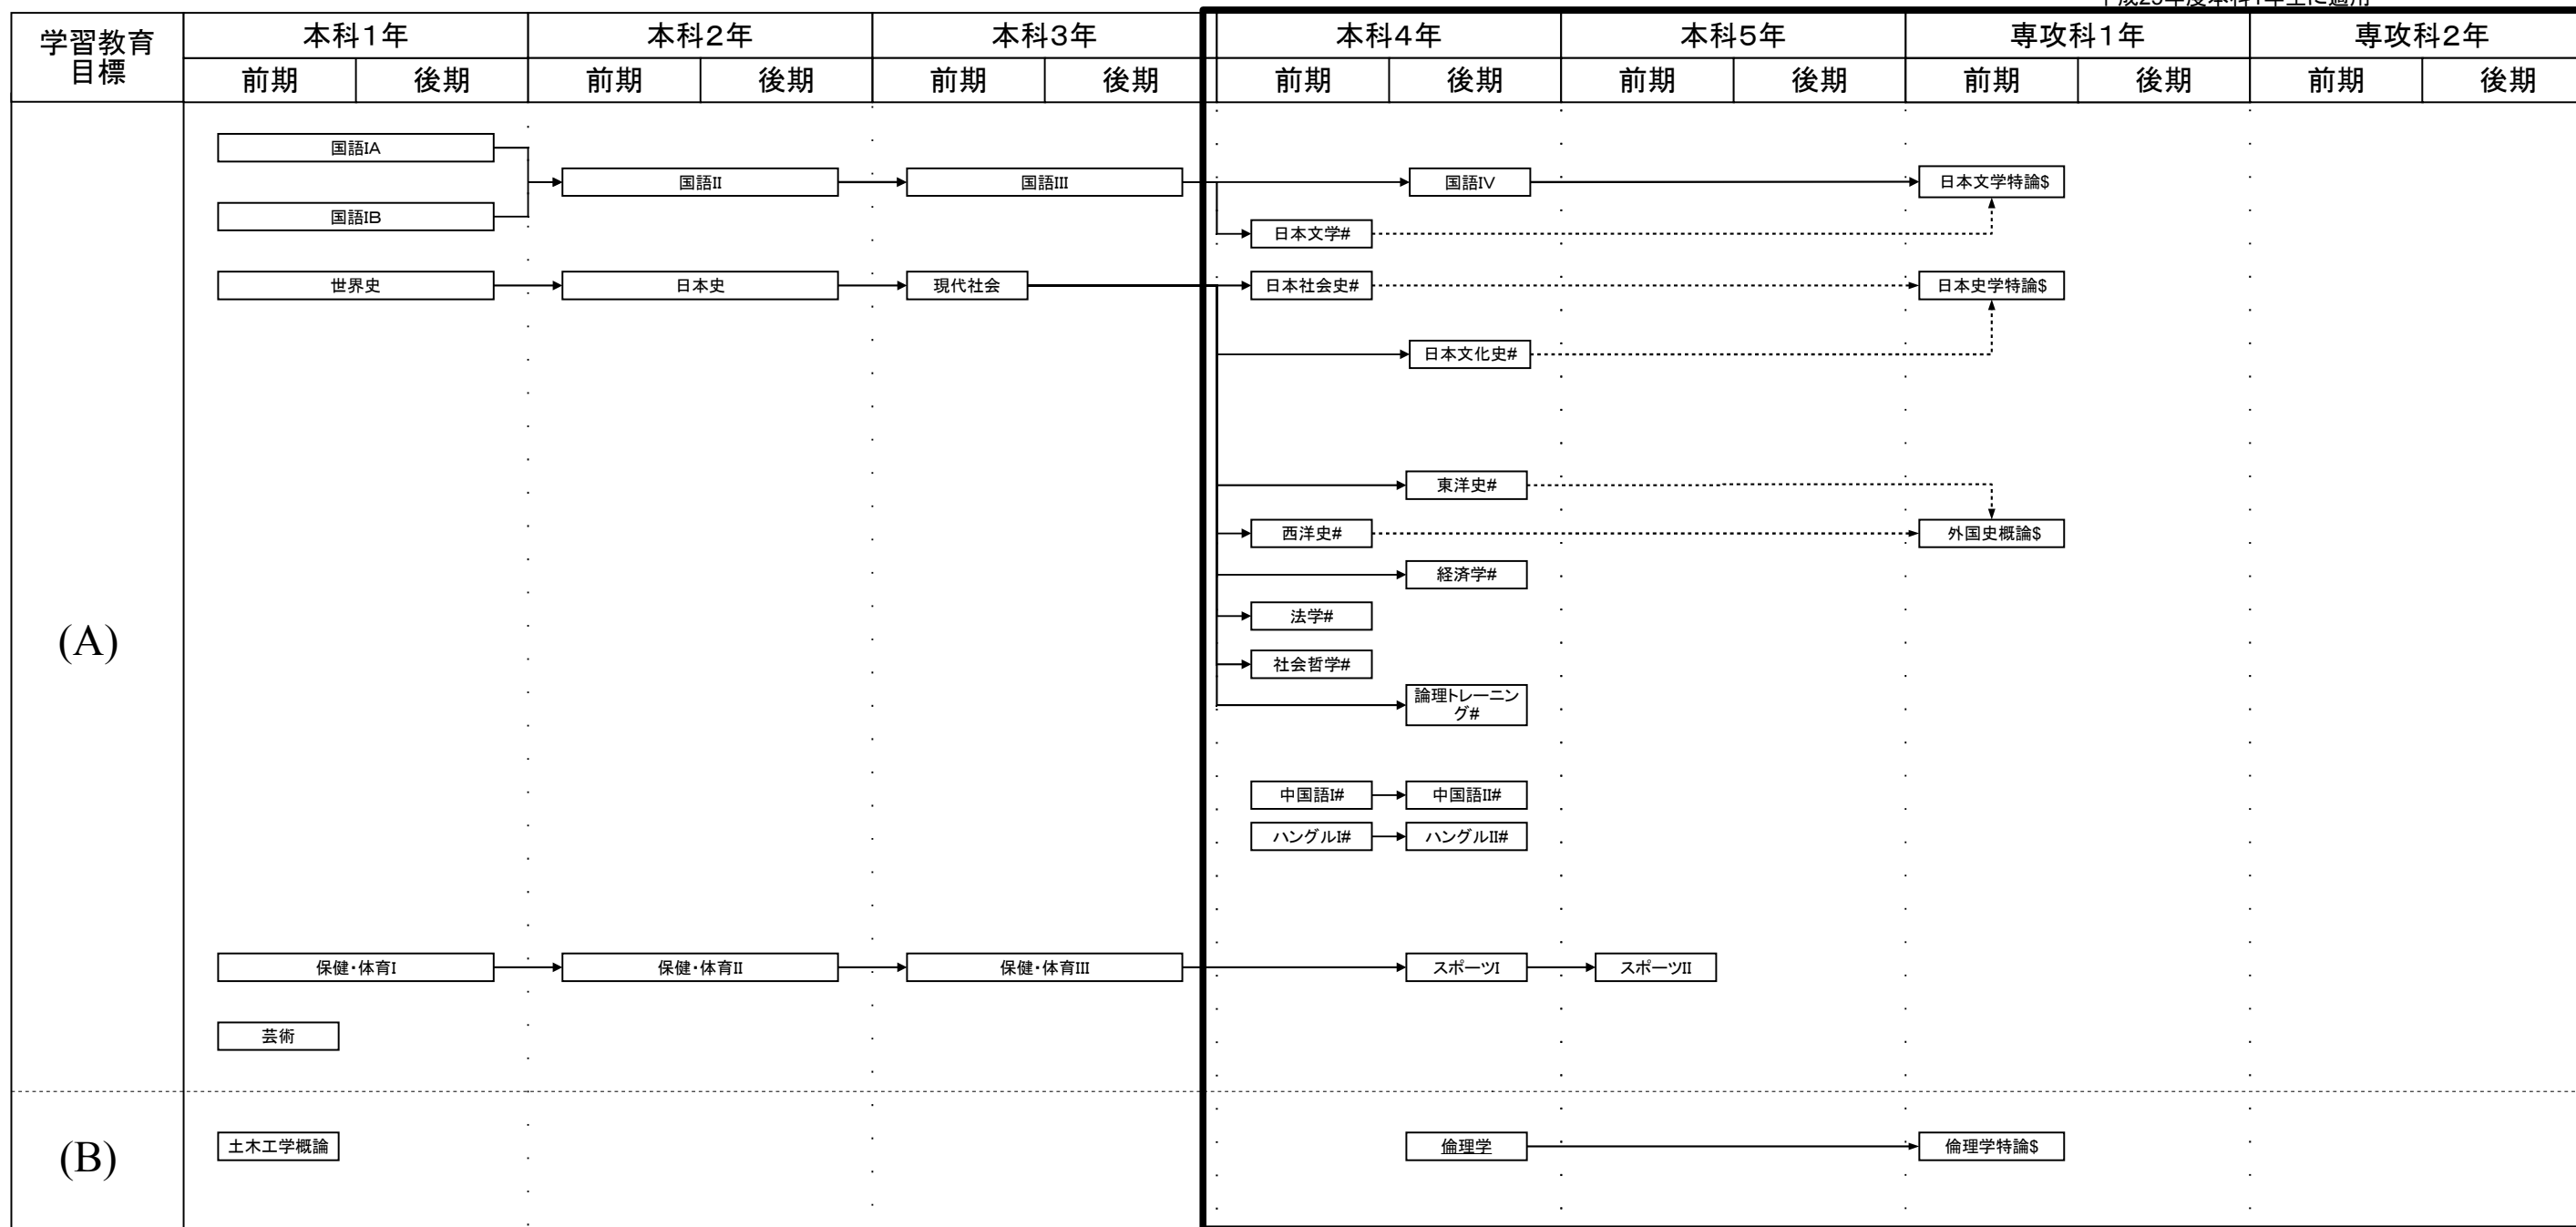 学習教育
目標
本科1年
本科2年
本科3年
本科4年
本科5年
専攻科1年
専攻科2年
前期
後期
前期
後期
前期
後期
前期
後期
前期
後期
前期
後期
前期
後期
(A)
国語IA
国語II
国語III
国語IV
日本文学特論$
国語IB
日本文学#
世界史
日本史
現代社会
日本社会史#
日本史学特論$
日本文化史#
東洋史#
西洋史#
外国史概論$
経済学#
法学#
社会哲学#
論理トレーニン
グ#
中国語I#
中国語II#
ハングルI#
ハングルII#
保健・体育I
保健・体育II
保健・体育III
スポーツI
スポーツII
芸術
(B)
土木工学概論
倫理学
倫理学特論$